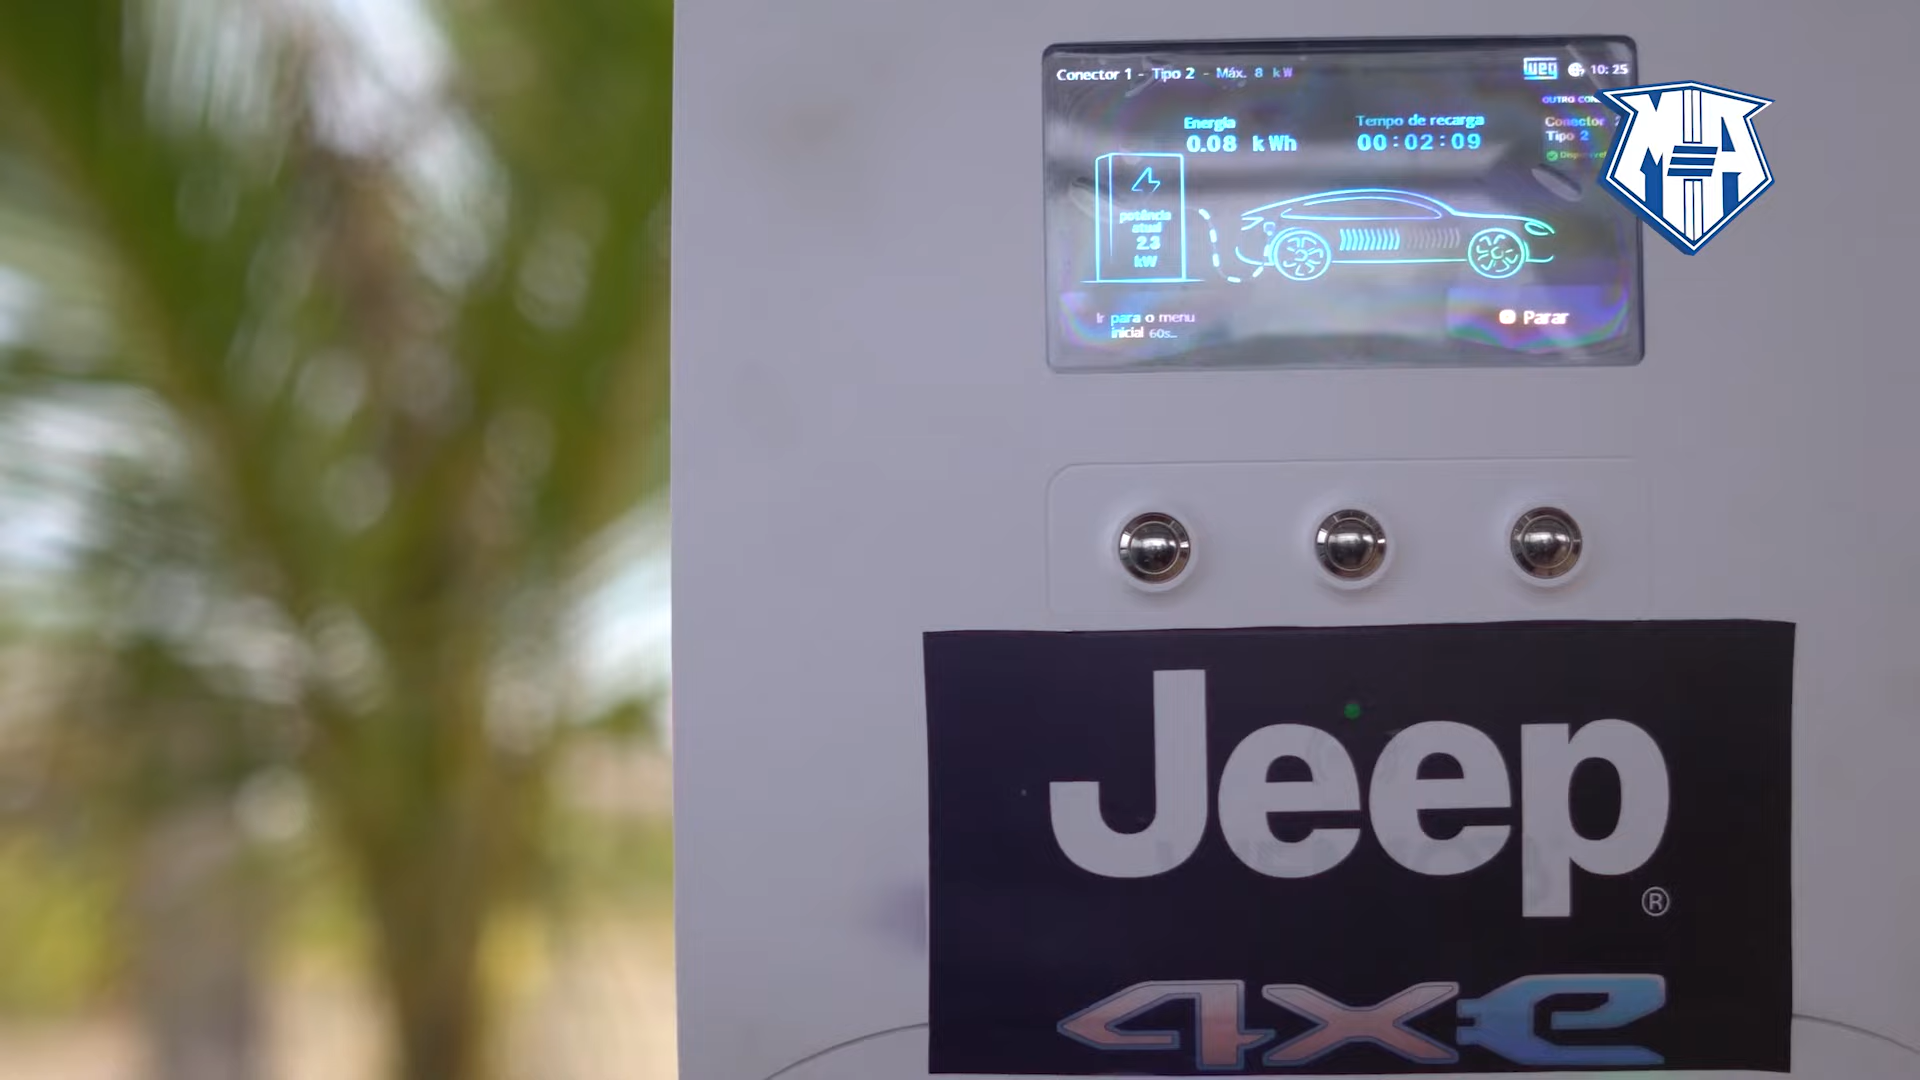 Conector 1 - Tipo 2 - Máx. 8 kW
WEG
10:25
Energia
0.08 kWh
Tempo de recarga
00:02:09
Conector
Tipo 2
potência
atual
2.3
kW
Ir para o menu
inicial 60s...
Parar
Jeep
®
4xe